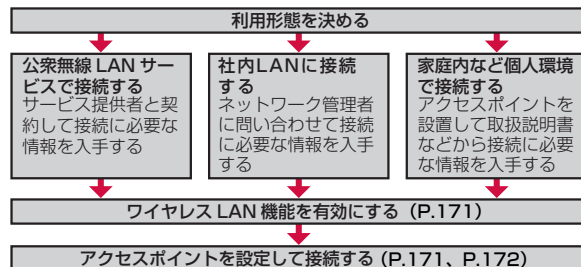 利用形態を決める
公衆無線 LAN サー
ビスで接続する
サービス提供者と契
約して接続に必要な
情報を入手する
社内LANに接続
する
ネットワーク管理者
に問い合わせて接続
に必要な情報を入手
する
家庭内など個人環境
で接続する
アクセスポイントを
設置して取扱説明書
などから接続に必要
な情報を入手する
ワイヤレス LAN 機能を有効にする（P.171）
アクセスポイントを設定して接続する (P.171、P.172)